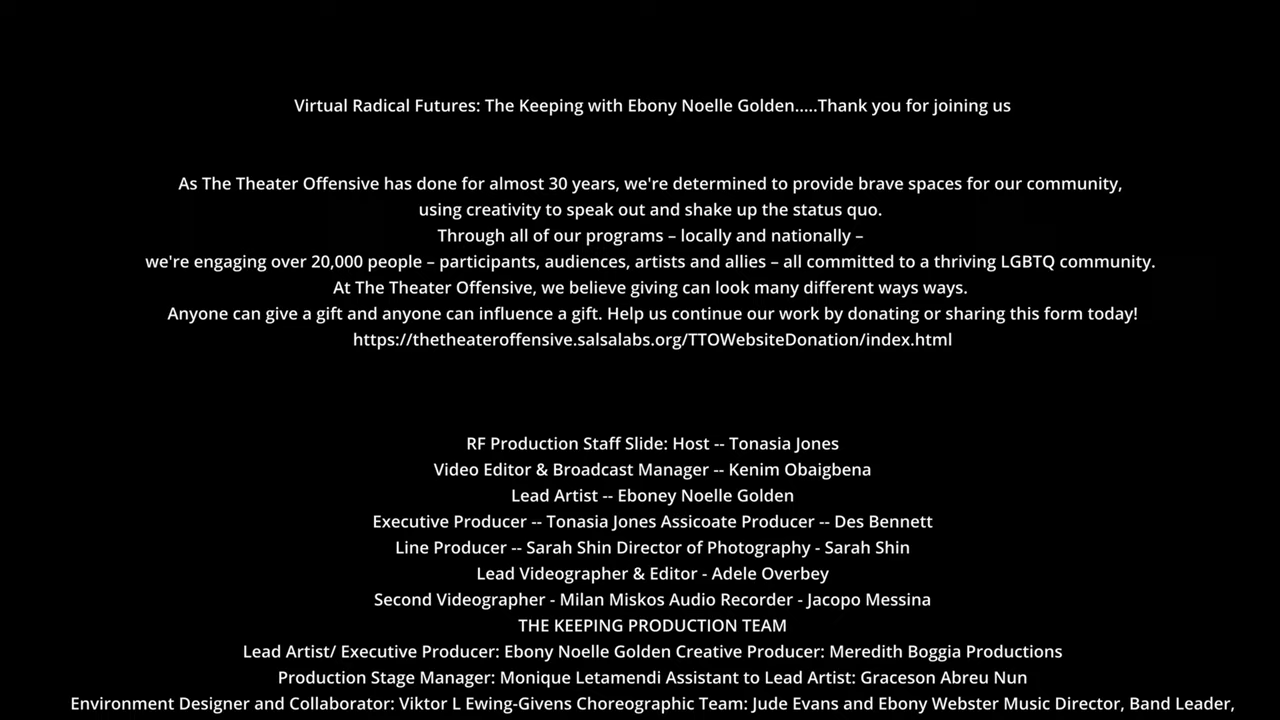 Virtual Radical Futures: The Keeping with Ebony Noelle Golden.....Thank you for joining us
As The Theater Offensive has done for almost 30 years, we're determined to provide brave spaces for our community,
using creativity to speak out and shake up the status quo.
Through all of our programs – locally and nationally –
we're engaging over 20,000 people – participants, audiences, artists and allies – all committed to a thriving LGBTQ community.
At The Theater Offensive, we believe giving can look many different ways ways.
Anyone can give a gift and anyone can influence a gift. Help us continue our work by donating or sharing this form today!
https://thetheateroffensive.salsalabs.org/TTOWebsiteDonation/index.html
RF Production Staff Slide: Host -- Tonasia Jones
Video Editor & Broadcast Manager -- Kenim Obaigbena
Lead Artist -- Eboney Noelle Golden
Executive Producer -- Tonasia Jones Assicoate Producer -- Des Bennett
Line Producer -- Sarah Shin Director of Photography - Sarah Shin
Lead Videographer & Editor - Adele Overbey
Second Videographer - Milan Miskos Audio Recorder - Jacopo Messina
THE KEEPING PRODUCTION TEAM
Lead Artist/ Executive Producer: Ebony Noelle Golden Creative Producer: Meredith Boggia Productions
Production Stage Manager: Monique Letamendi Assistant to Lead Artist: Graceson Abreu Nun
Environment Designer and Collaborator: Viktor L Ewing-Givens Choreographic Team: Jude Evans and Ebony Webster Music Director, Band Leader,